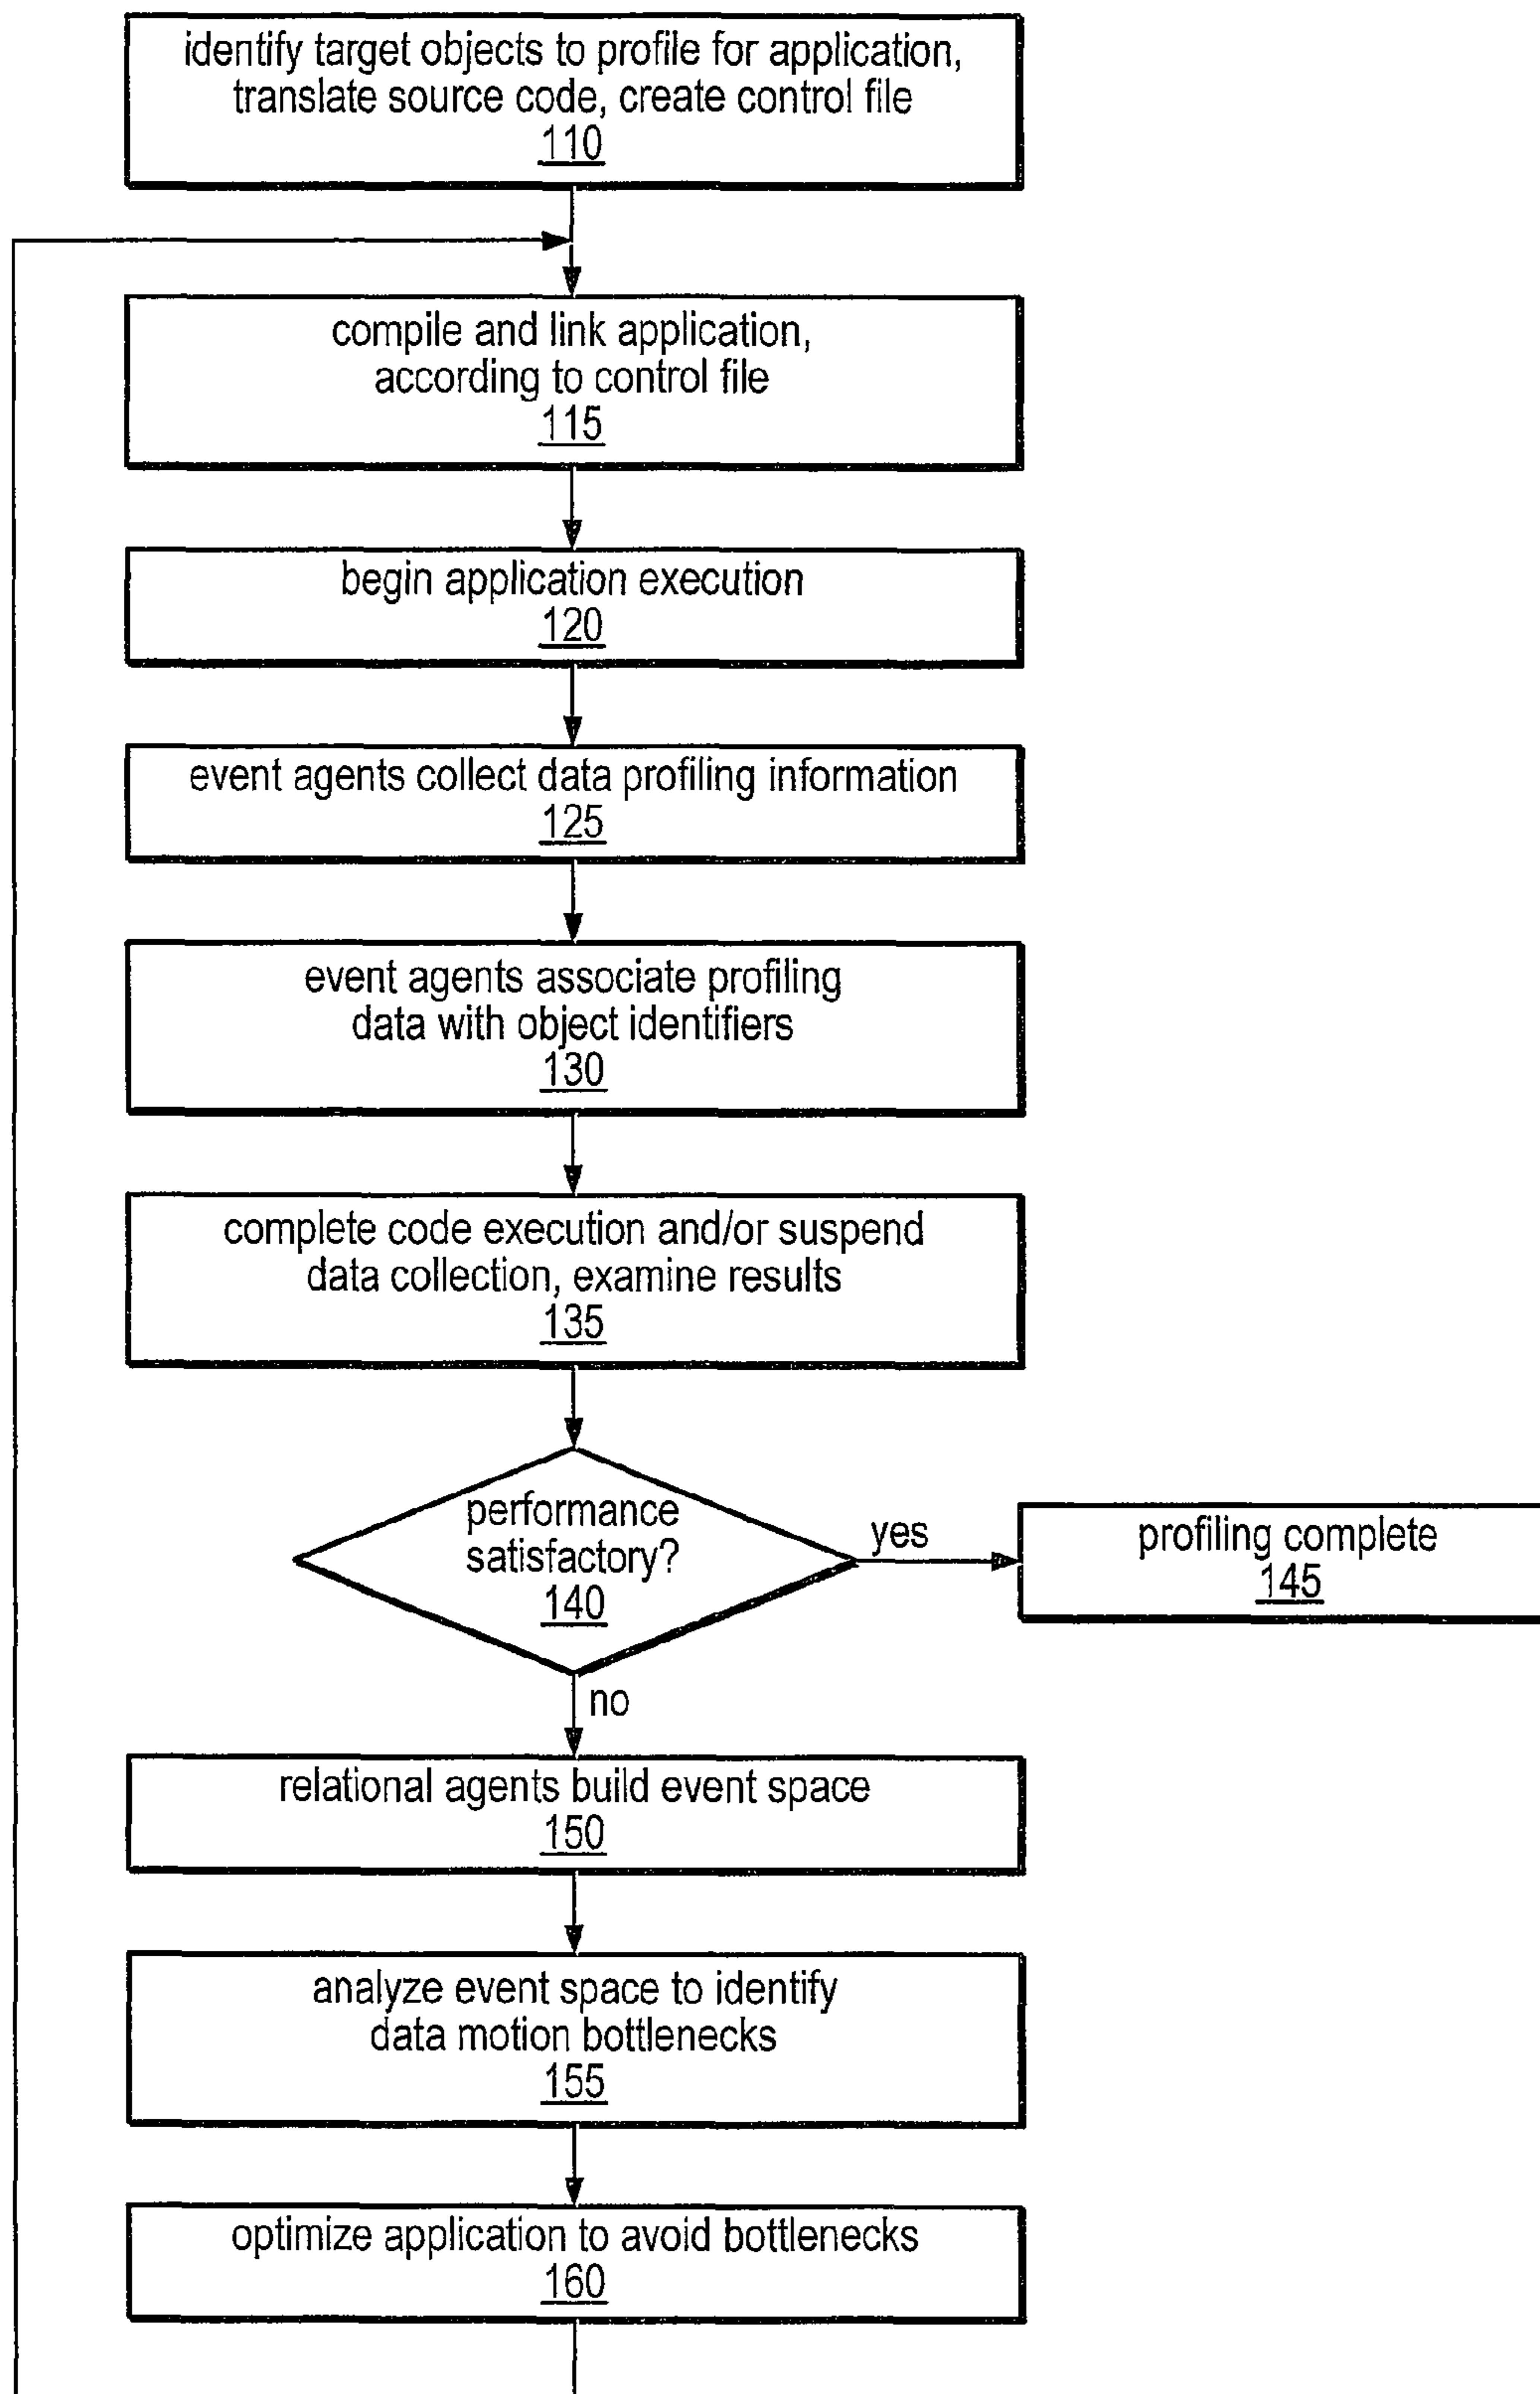 identify target objects to profile for application,
translate source code, create control file
110
compile and link application,
according to control file
115
begin application execution
120
event agents collect data profiling information
125
event agents associate profiling
data with object identifiers
130
complete code execution and/or suspend
data collection, examine results
135
performance
satisfactory?
140
yes
profiling complete
145
no
relational agents build event space
150
analyze event space to identify
data motion bottlenecks
155
optimize application to avoid bottlenecks
160